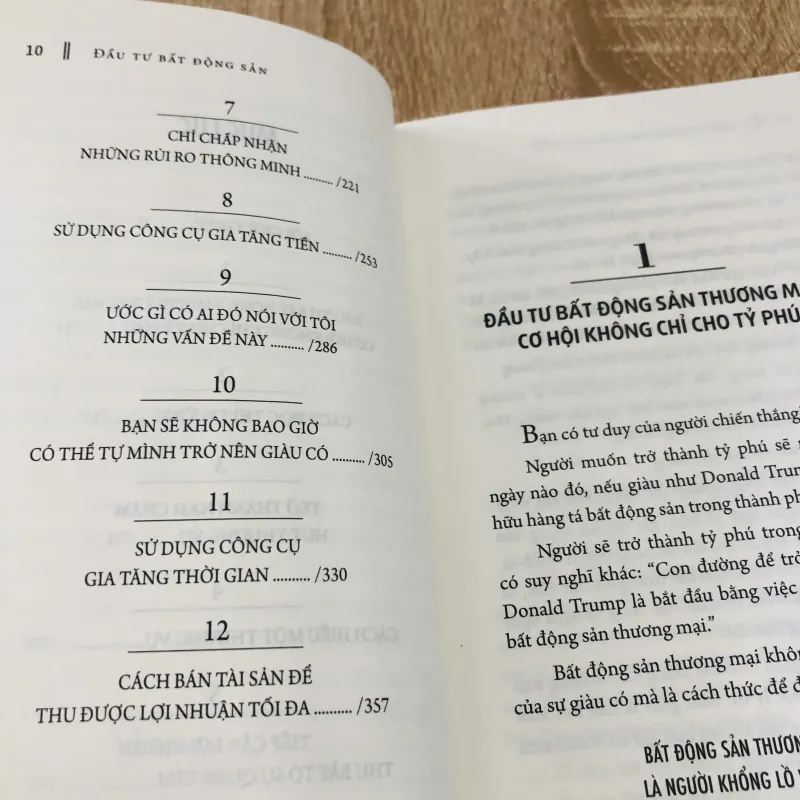 10 || ĐẦU TƯ BẤT ĐỘNG SẢN
7
CHỈ CHẤP NHẬN
NHỮNG RỦI RO THÔNG MINH .......... /221
8
SỬ DỤNG CÔNG CỤ GIA TĂNG TIỀN .......... /253
9
ƯỚC GÌ CÓ AI ĐÓ NÓI VỚI TÔI
NHỮNG VẤN ĐỀ NÀY .......... /286
10
BẠN SẼ KHÔNG BAO GIỜ
CÓ THỂ TỰ MÌNH TRỞ NÊN GIÀU CÓ .......... /305
11
SỬ DỤNG CÔNG CỤ
GIA TĂNG THỜI GIAN .......... /330
12
CÁCH BÁN TÀI SẢN ĐỂ
THU ĐƯỢC LỢI NHUẬN TỐI ĐA .......... /357
1
ĐẦU TƯ BẤT ĐỘNG SẢN THƯƠNG
CƠ HỘI KHÔNG CHỈ CHO TỶ PHÚ
Bạn có tư duy của người chiến thắng
Người muốn trở thành tỷ phú sẽ
ngày nào đó, nếu giàu như Donald Trum
hữu hàng tá bất động sản trong thành
Người sẽ trở thành tỷ phú trong
có suy nghĩ khác: “Con đường để trở
Donald Trump là bắt đầu bằng việc
bất động sản thương mại.”
Bất động sản thương mại
của sự giàu có mà là cách thức để
BẤT ĐỘNG SẢN
LÀ NGƯỜI KHỔNG LỒ